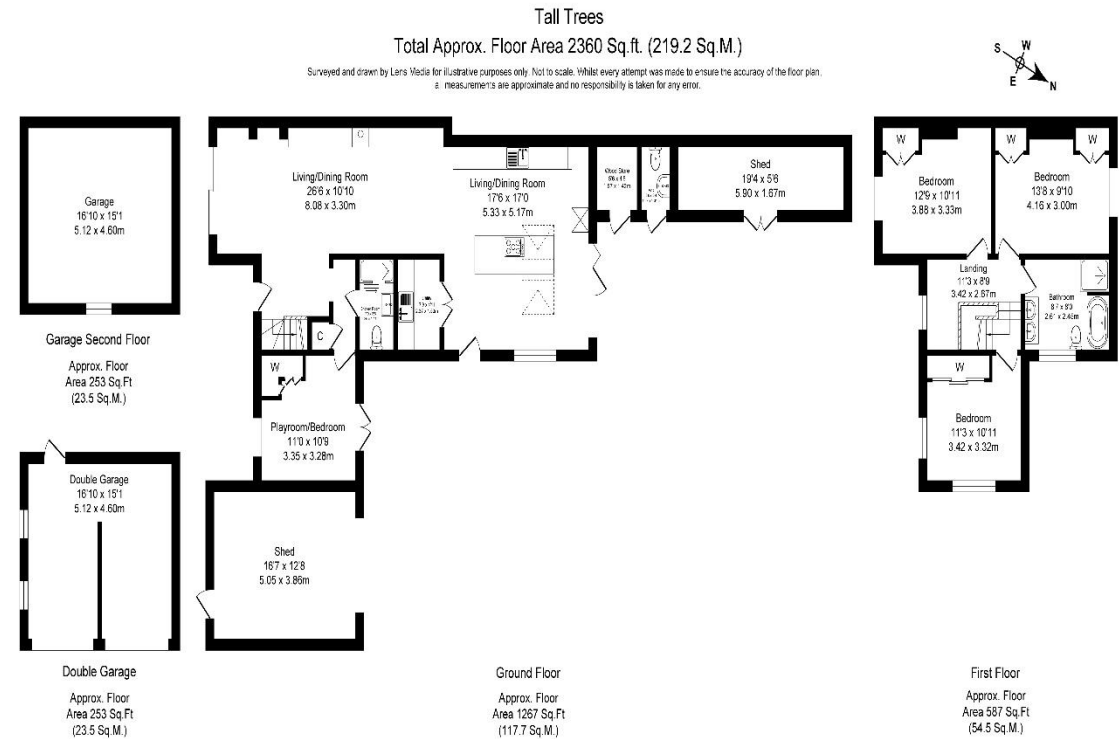 Tall Trees
Total Approx. Floor Area 2360 Sq.ft. (219.2 Sq.M.)
Surveyed and drawn by Lens Media for illustrative purposes only. Not to scale. Whilst every attempt was made to ensure the accuracy of the floor plan,
a measurements are approximate and no responsibility is taken for any error.
S W
E N
Garage
16'10 x 15'1
5.12 x 4.60m
Garage Second Floor
Approx. Floor
Area 253 Sq.Ft
(23.5 Sq.M.)
Double Garage
16'10 x 15'1
5.12 x 4.60m
Double Garage
Approx. Floor
Area 253 Sq.Ft
(23.5 Sq.M.)
Living/Dining Room
26'6 x 10'10
8.08 x 3.30m
Living/Dining Room
17'6 x 17'0
5.33 x 5.17m
Wood Store
Shed
19'4 x 5'6
5.90 x 1.67m
C
W
Playroom/Bedroom
11'0 x 10'9
3.35 x 3.28m
Shed
16'7 x 12'8
5.05 x 3.86m
Ground Floor
Approx. Floor
Area 1267 Sq.Ft
(117.7 Sq.M.)
W
W
W
Bedroom
12'9 x 10'11
3.88 x 3.33m
Bedroom
13'8 x 9'10
4.16 x 3.00m
Landing
11'3 x 8'9
3.42 x 2.67m
Bathroom
W
Bedroom
11'3 x 10'11
3.42 x 3.32m
First Floor
Approx. Floor
Area 587 Sq.Ft
(54.5 Sq.M.)